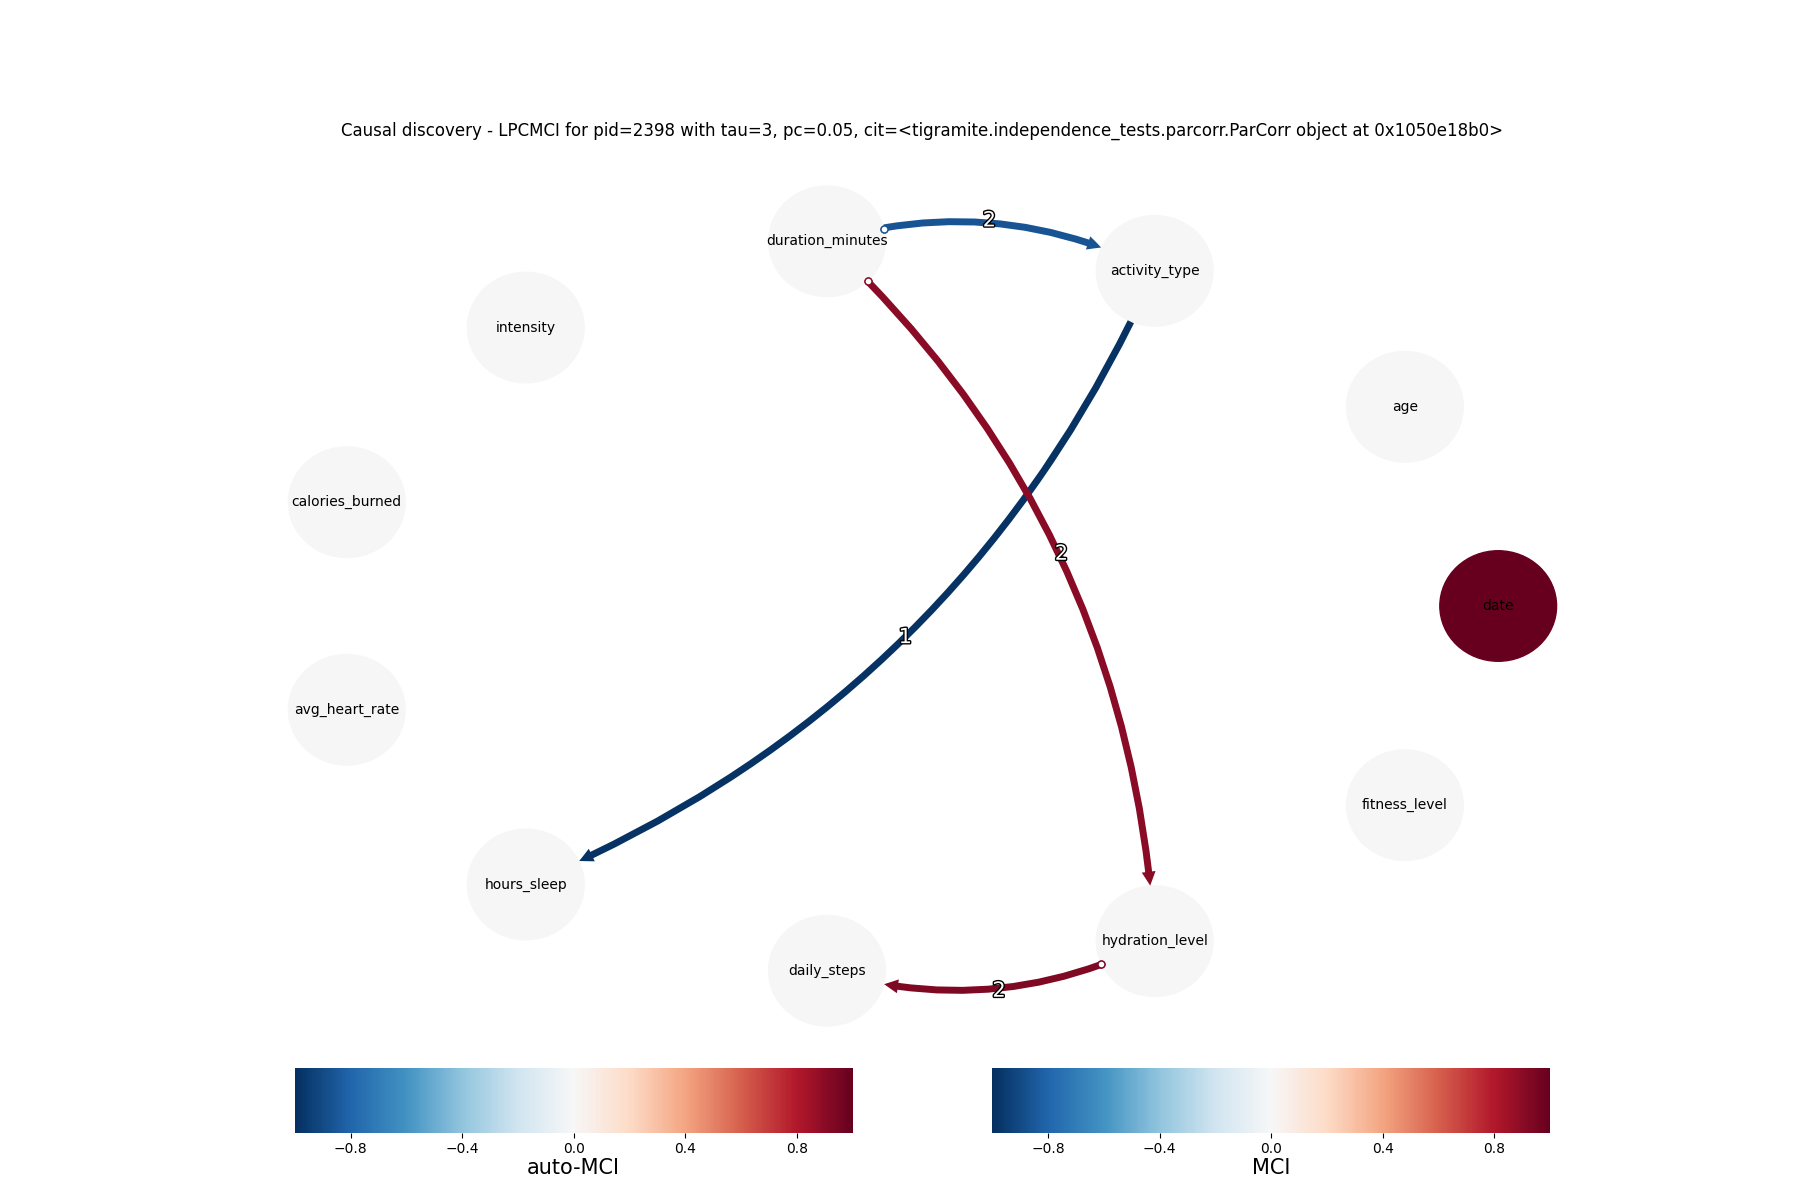 Causal discovery - LPCMCI for pid=2398 with tau=3, pc=0.05, cit=<tigramite.independence_tests.parcorr.ParCorr object at 0x1050e18b0>
2
duration_minutes
activity_type
intensity
age
calories_burned
2
date
1
avg_heart_rate
fitness_level
hours_sleep
hydration_level
daily_steps
2
−0.8 −0.4 0.0 0.4 0.8
auto-MCI
−0.8 −0.4 0.0 0.4 0.8
MCI